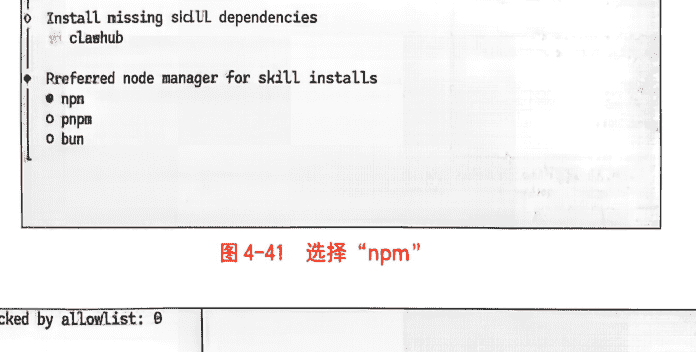 Install missing skill dependencies
clawhub
Preferred node manager for skill installs
npm
pnpm
bun
图 4-41 选择“npm”
cked by allowlist: 0